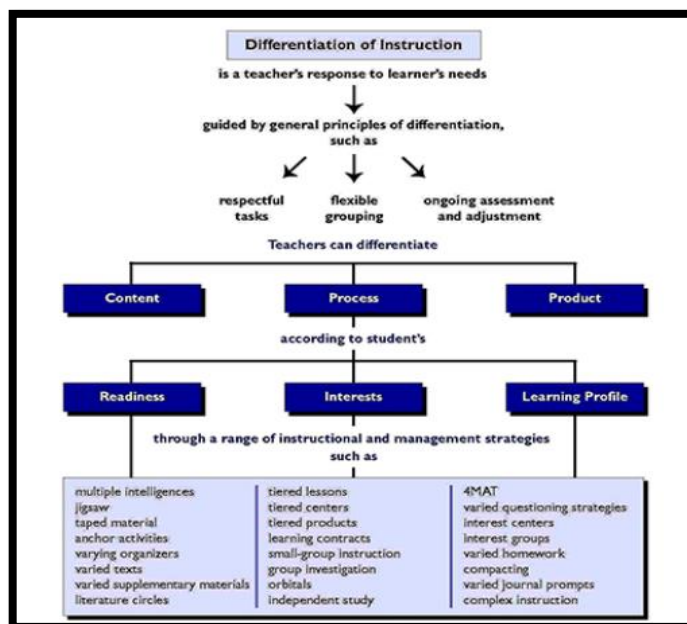 Differentiation of Instruction
is a teacher's response to learner's needs
guided by general principles of differentiation,
such as
respectful
tasks
flexible
grouping
ongoing assessment
and adjustment
Teachers can differentiate
Content
Process
Product
according to student's
Readiness
Interests
Learning Profile
through a range of instructional and management strategies
such as
multiple intelligences
jigsaw
taped material
anchor activities
varying organizers
varied texts
varied supplementary materials
literature circles
tiered lessons
tiered centers
tiered products
learning contracts
small-group instruction
group investigation
orbitals
independent study
4MAT
varied questioning strategies
interest centers
interest groups
varied homework
compacting
varied journal prompts
complex instruction